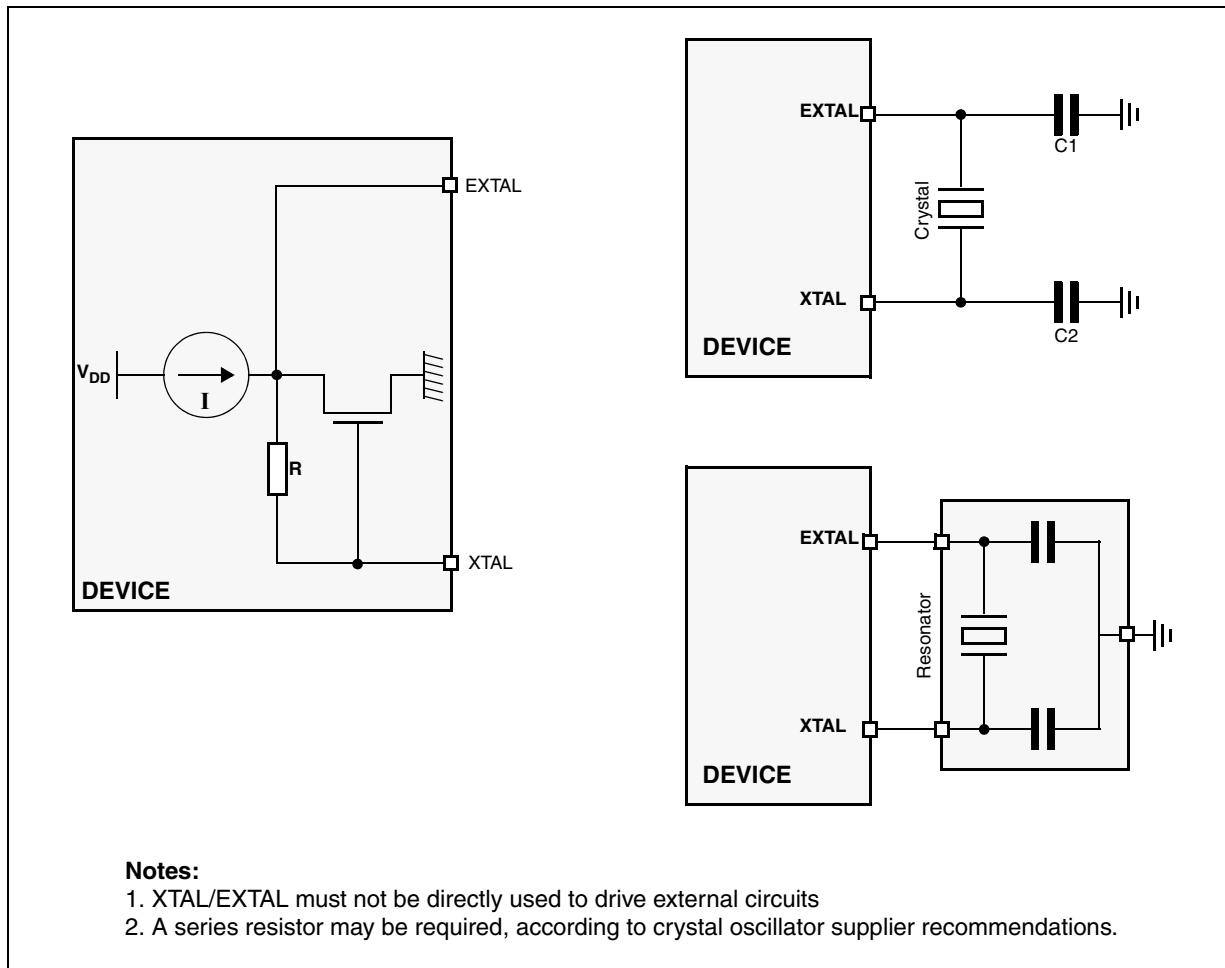 EXTAL
V_DD
I
R
XTAL
DEVICE
EXTAL
C1
Crystal
XTAL
C2
DEVICE
EXTAL
Resonator
XTAL
DEVICE
Notes:
1. XTAL/EXTAL must not be directly used to drive external circuits
2. A series resistor may be required, according to crystal oscillator supplier recommendations.